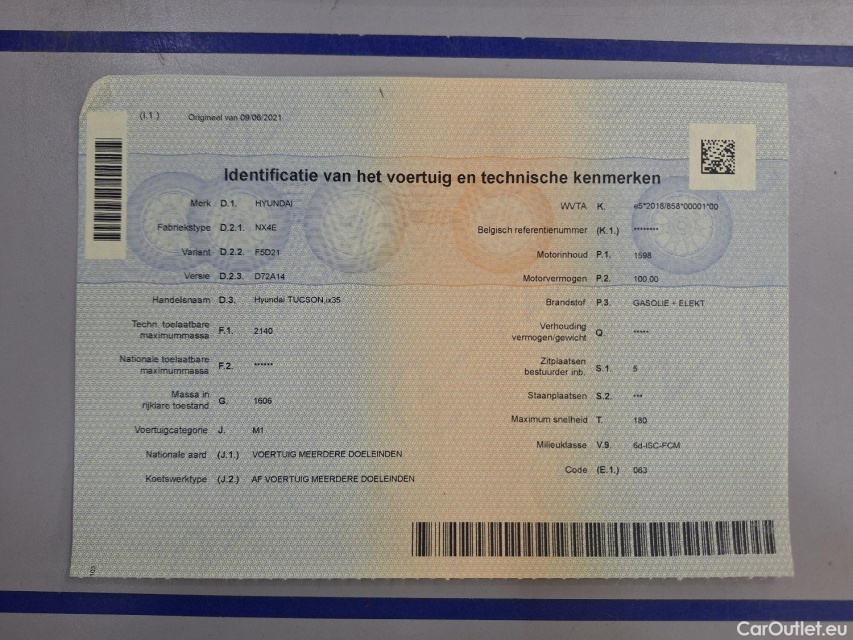 (I.1.) Origineel van 09/06/2021
Identificatie van het voertuig en technische kenmerken
Merk D.1. HYUNDAI
Fabriekstype D.2.1. NX4E
Variant D.2.2. F5D21
Versie D.2.3. D72A14
Handelsnaam D.3. Hyundai TUCSON,ix35
Techn. toelaatbare
maximummassa F.1. 2140
Nationale toelaatbare
maximummassa F.2. ******
Massa in
rijklare toestand G. 1606
Voertuigcategorie J. M1
Nationale aard (J.1.) VOERTUIG MEERDERE DOELEINDEN
Koetswerktype (J.2.) AF VOERTUIG MEERDERE DOELEINDEN
WVTA K. e5*2018/858*00001*00
Belgisch referentienummer (K.1.) ********
Motorinhoud P.1. 1598
Motorvermogen P.2. 100.00
Brandstof P.3. GASOLIE + ELEKT
Verhouding
vermogen/gewicht Q. *****
Zitplaatsen
bestuurder inb. S.1. 5
Staanplaatsen S.2. ***
Maximum snelheid T. 180
Milieuklasse V.9. 6d-ISC-FCM
Code (E.1.) 063
103
CarOutlet.eu